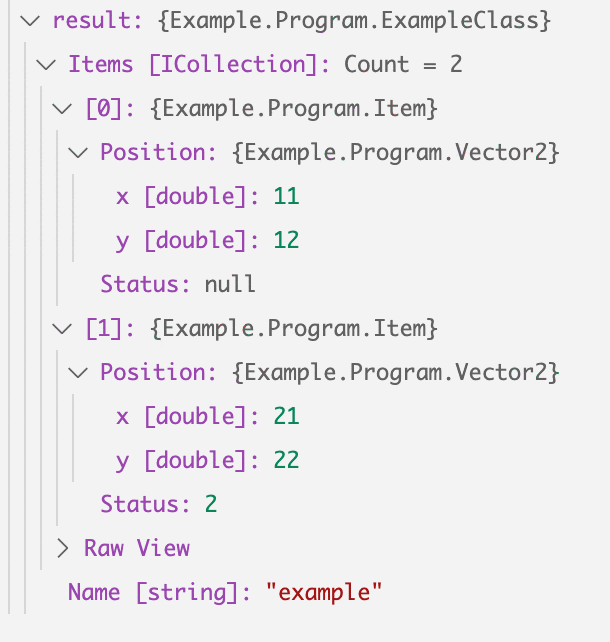 result: {Example.Program.ExampleClass}
Items [ICollection]: Count = 2
[0]: {Example.Program.Item}
Position: {Example.Program.Vector2}
x [double]: 11
y [double]: 12
Status: null
[1]: {Example.Program.Item}
Position: {Example.Program.Vector2}
x [double]: 21
y [double]: 22
Status: 2
Raw View
Name [string]: "example"